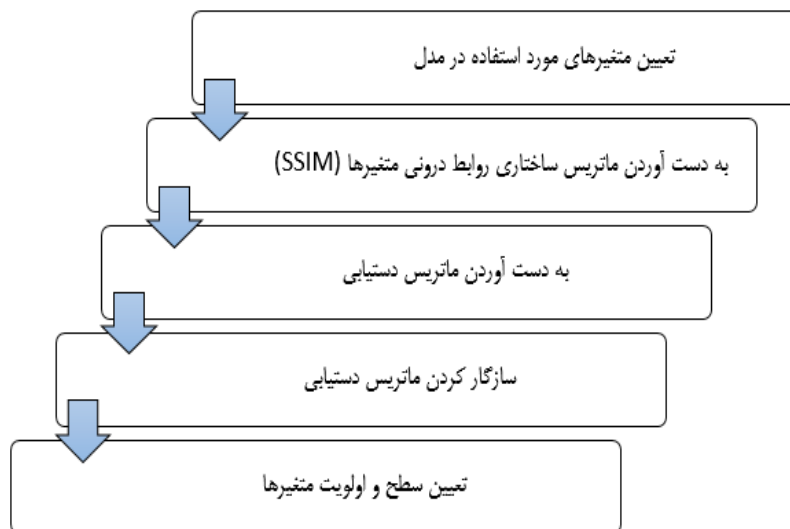 تعیین متغیرهای مورد استفاده در مدل
به دست آوردن ماتریس ساختاری روابط درونی متغیرها (SSIM)
به دست آوردن ماتریس دستیابی
سازگار کردن ماتریس دستیابی
تعیین سطح و اولویت متغیرها